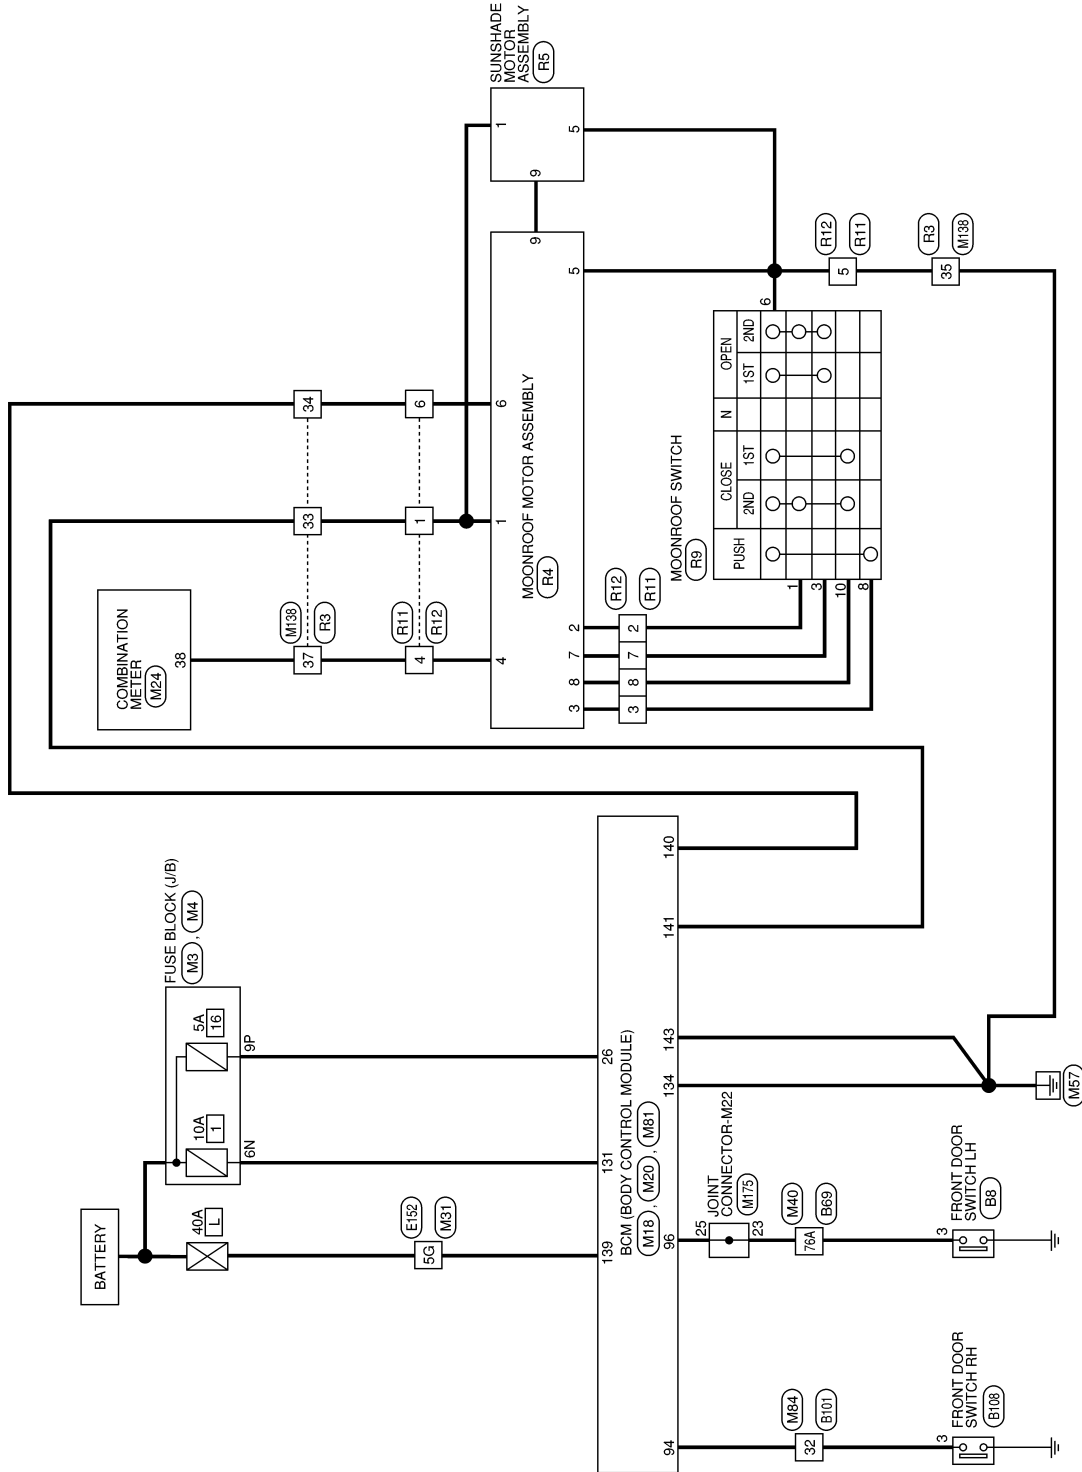 BATTERY
40A
L
E152
5G
M31
139
FUSE BLOCK (J/B)
M3 , M4
10A
1
6N
131
5A
16
9P
26
BCM (BODY CONTROL MODULE)
M18 , M20 , M81
94
96
134
143
141
140
M84
32
B101
3
FRONT DOOR
SWITCH RH
B108
25
JOINT
CONNECTOR-M22
M175
23
M40
76A
B69
3
FRONT DOOR
SWITCH LH
B8
M57
COMBINATION
METER
M24
38
M138
37
33
34
R3
R11
4
1
6
R12
4
1
6
MOONROOF MOTOR ASSEMBLY
R4
3
8
7
2
5
9
SUNSHADE
MOTOR
ASSEMBLY
R5
1
9
5
R12
3
8
7
2
R11
MOONROOF SWITCH
R9
PUSH
CLOSE
N
OPEN
2ND
1ST
1ST
2ND
1
3
10
8
6
R12
5
R11
R3
35
M138